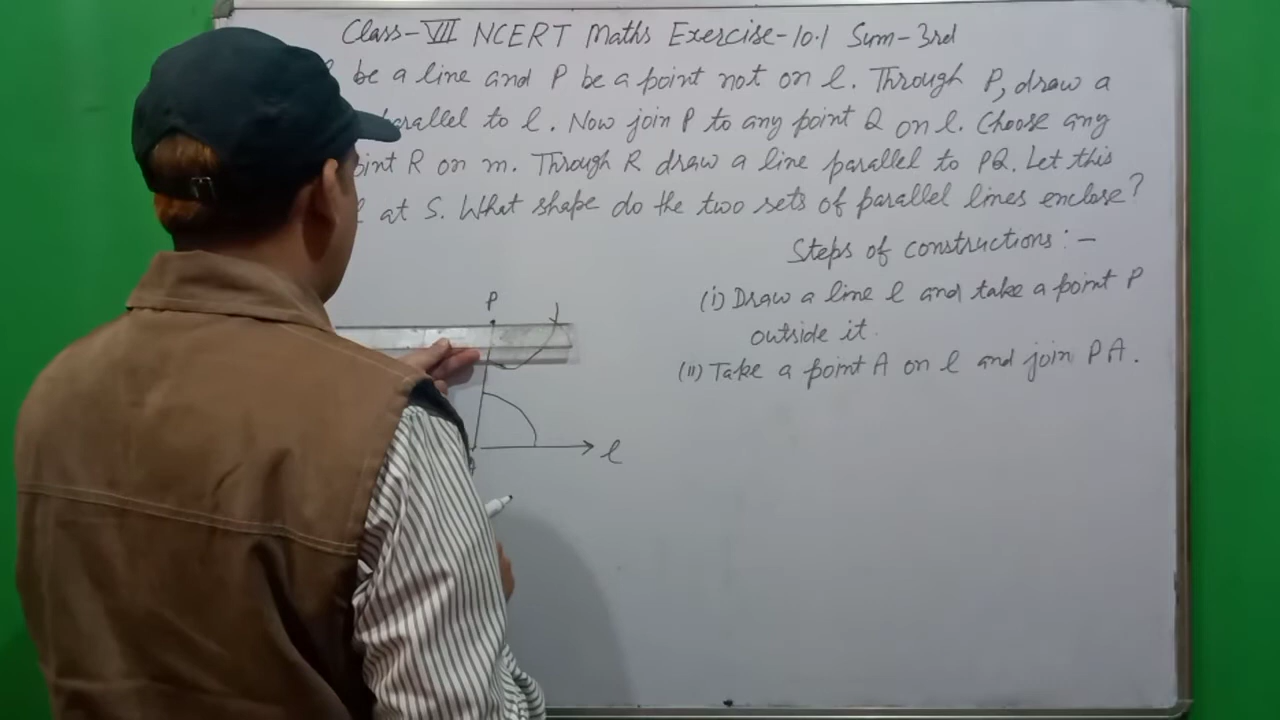 Class-VII NCERT Maths Exercise-10.1 Sum-3rd
be a line and P be a point not on l. Through P, draw a
parallel to l. Now join P to any point Q on l. Choose any
point R on m. Through R draw a line parallel to PQ. Let this
at S. What shape do the two sets of parallel lines enclose?
Steps of constructions:-
(i) Draw a line l and take a point P
outside it.
(ii) Take a point A on l and join PA.
P
l